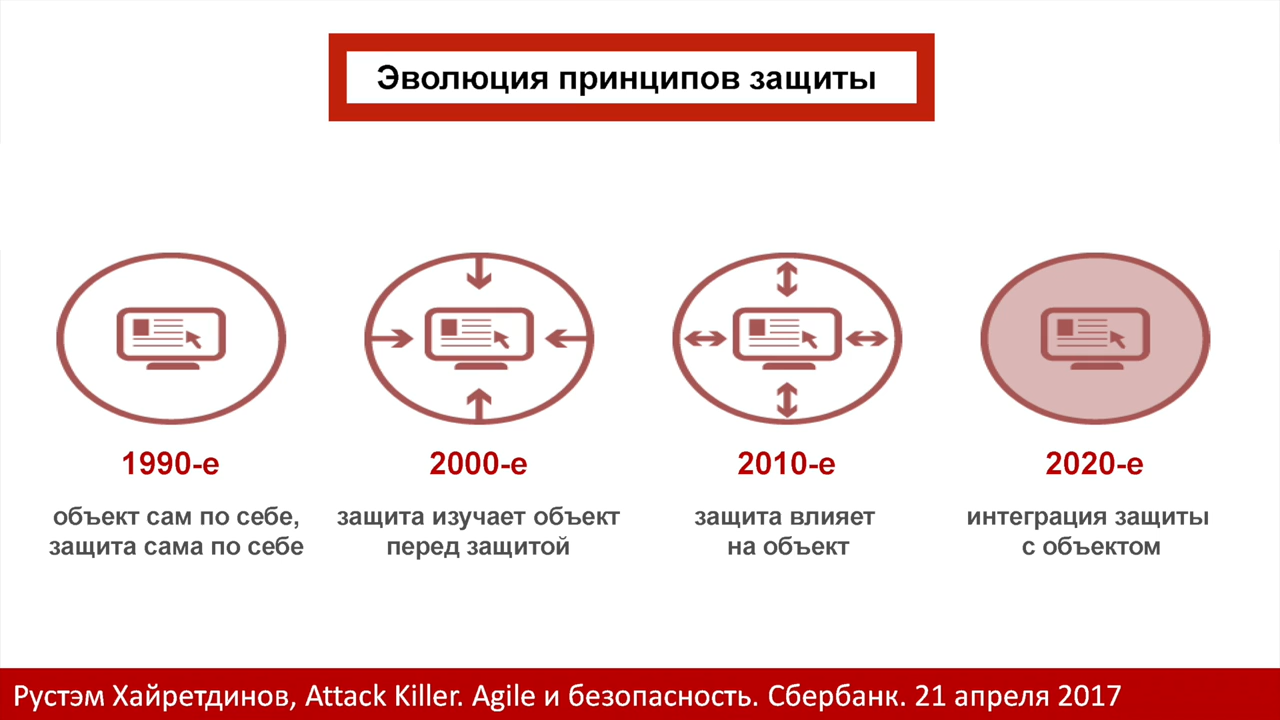 Эволюция принципов защиты
1990-е
объект сам по себе,
защита сама по себе
2000-е
защита изучает объект
перед защитой
2010-е
защита влияет
на объект
2020-е
интеграция защиты
с объектом
Рустэм Хайретдинов, Attack Killer. Agile и безопасность. Сбербанк. 21 апреля 2017